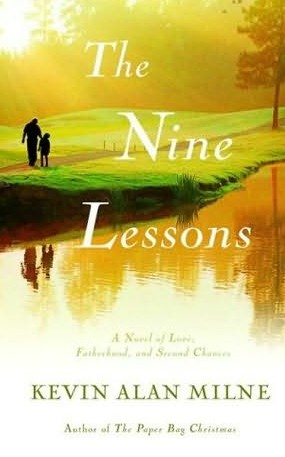 The
Nine
Lessons
A Novel of Love,
Fatherhood, and Second Chances
KEVIN ALAN MILNE
Author of The Paper Bag Christmas